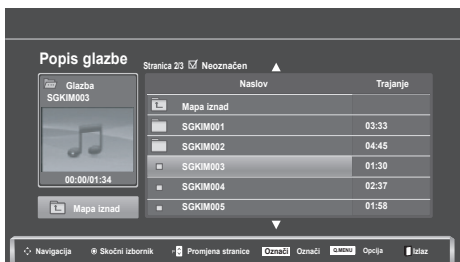 Popis glazbe
Stranica 2/3 Neoznačen
Glazba
SGKIM003
00:00/01:34
Mapa iznad
Naslov Trajanje
Mapa iznad
SGKIM001 03:33
SGKIM002 04:45
SGKIM003 01:30
SGKIM004 02:37
SGKIM005 01:58
Navigacija Skočni izbornik P Promjena stranice Označi Označi Q.MENU Opcija Izlaz